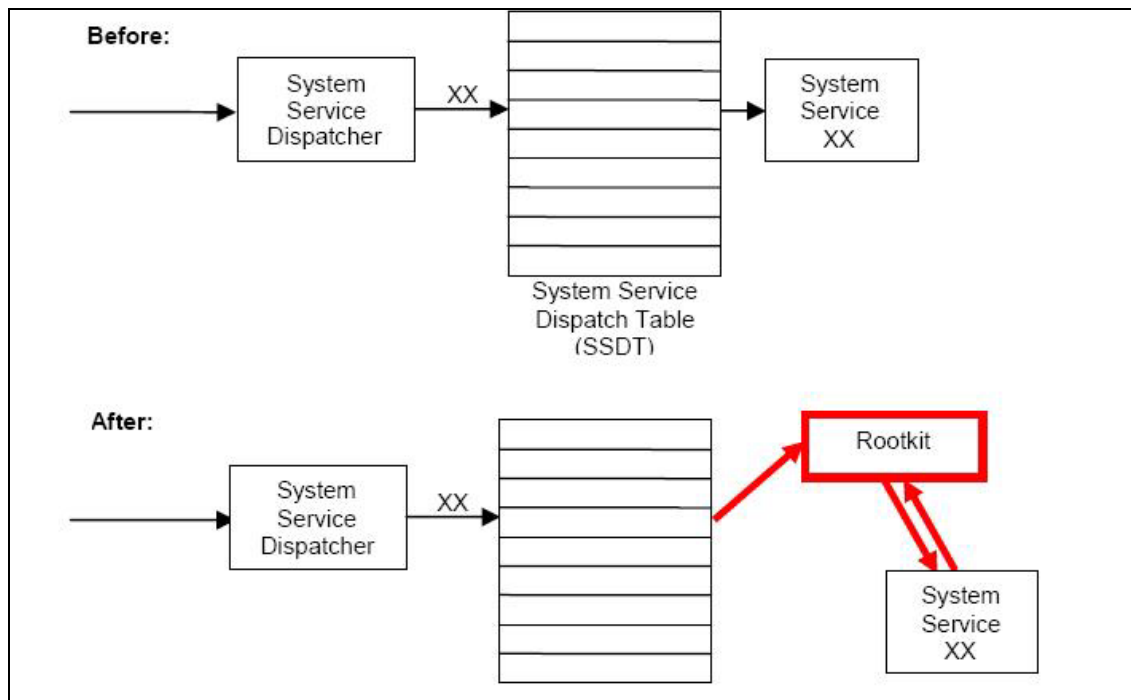 Before:
System
Service
Dispatcher
XX
System
Service
XX
System Service
Dispatch Table
(SSDT)
After:
System
Service
Dispatcher
XX
Rootkit
System
Service
XX